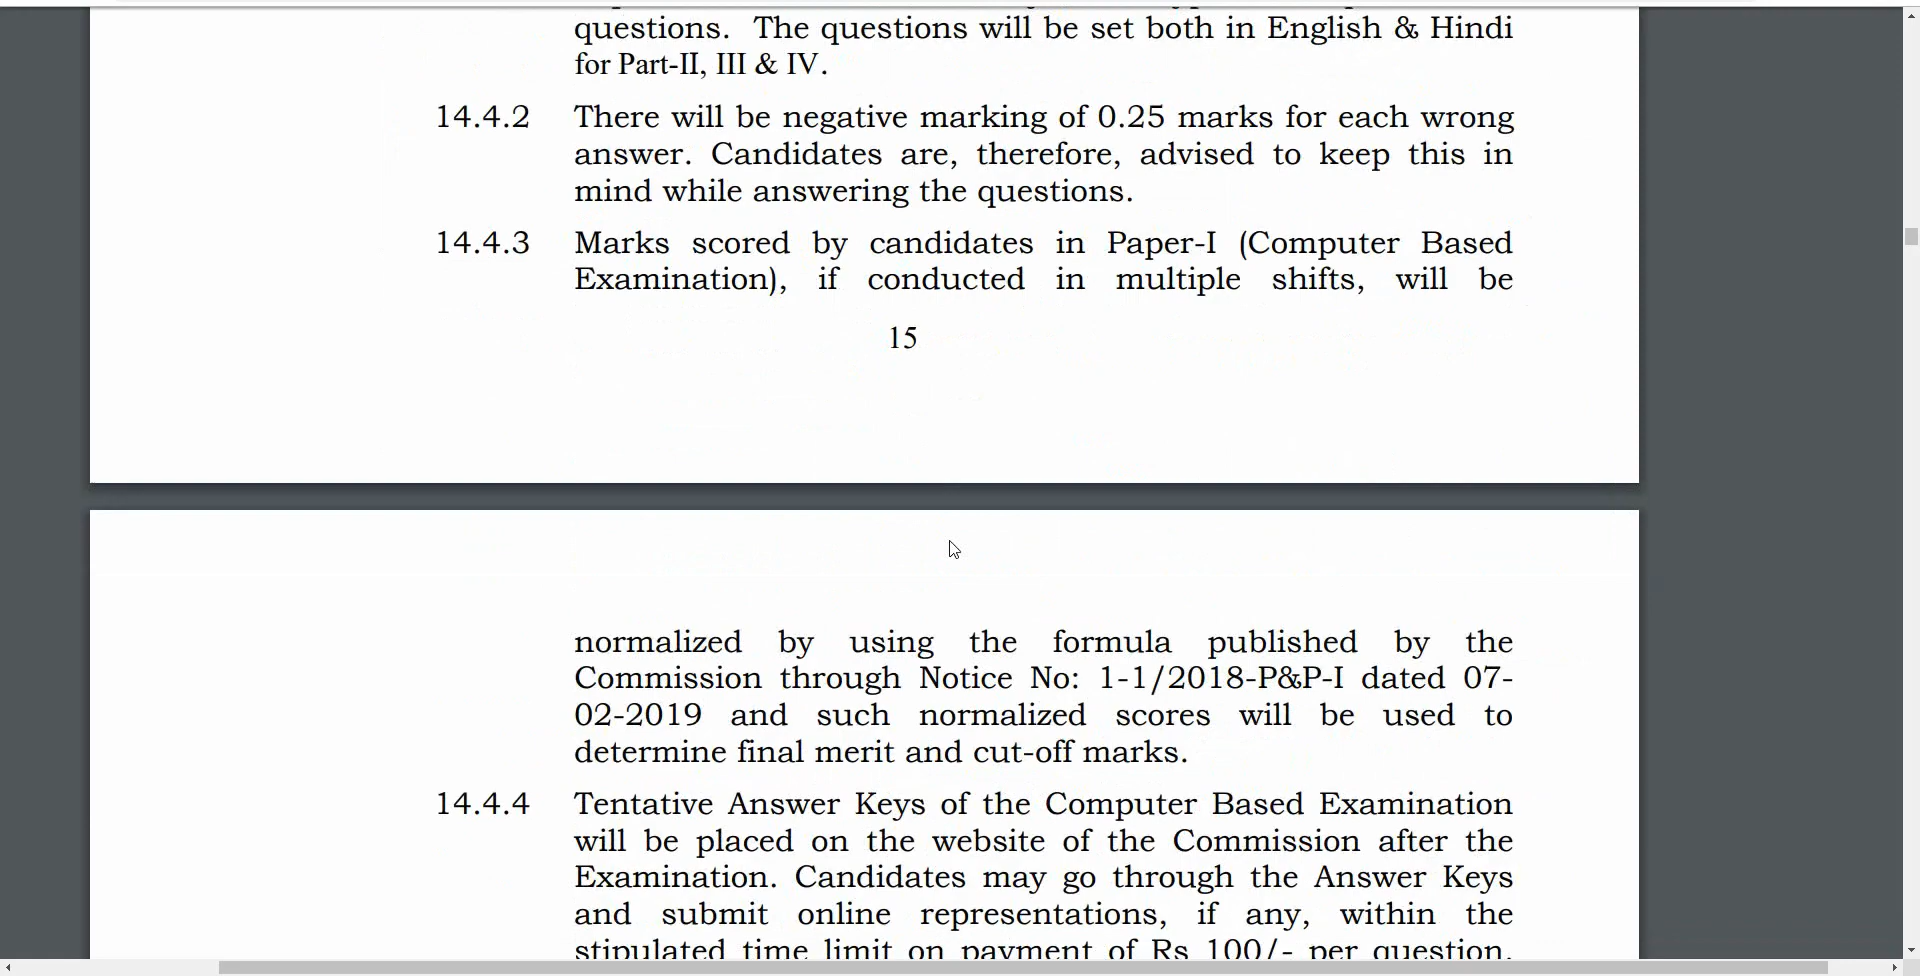 questions. The questions will be set both in English & Hindi
for Part-II, III & IV.
14.4.2 There will be negative marking of 0.25 marks for each wrong
answer. Candidates are, therefore, advised to keep this in
mind while answering the questions.
14.4.3 Marks scored by candidates in Paper-I (Computer Based
Examination), if conducted in multiple shifts, will be
15
normalized by using the formula published by the
Commission through Notice No: 1-1/2018-P&P-I dated 07-
02-2019 and such normalized scores will be used to
determine final merit and cut-off marks.
14.4.4 Tentative Answer Keys of the Computer Based Examination
will be placed on the website of the Commission after the
Examination. Candidates may go through the Answer Keys
and submit online representations, if any, within the
stipulated time limit on payment of Rs 100/- per question.